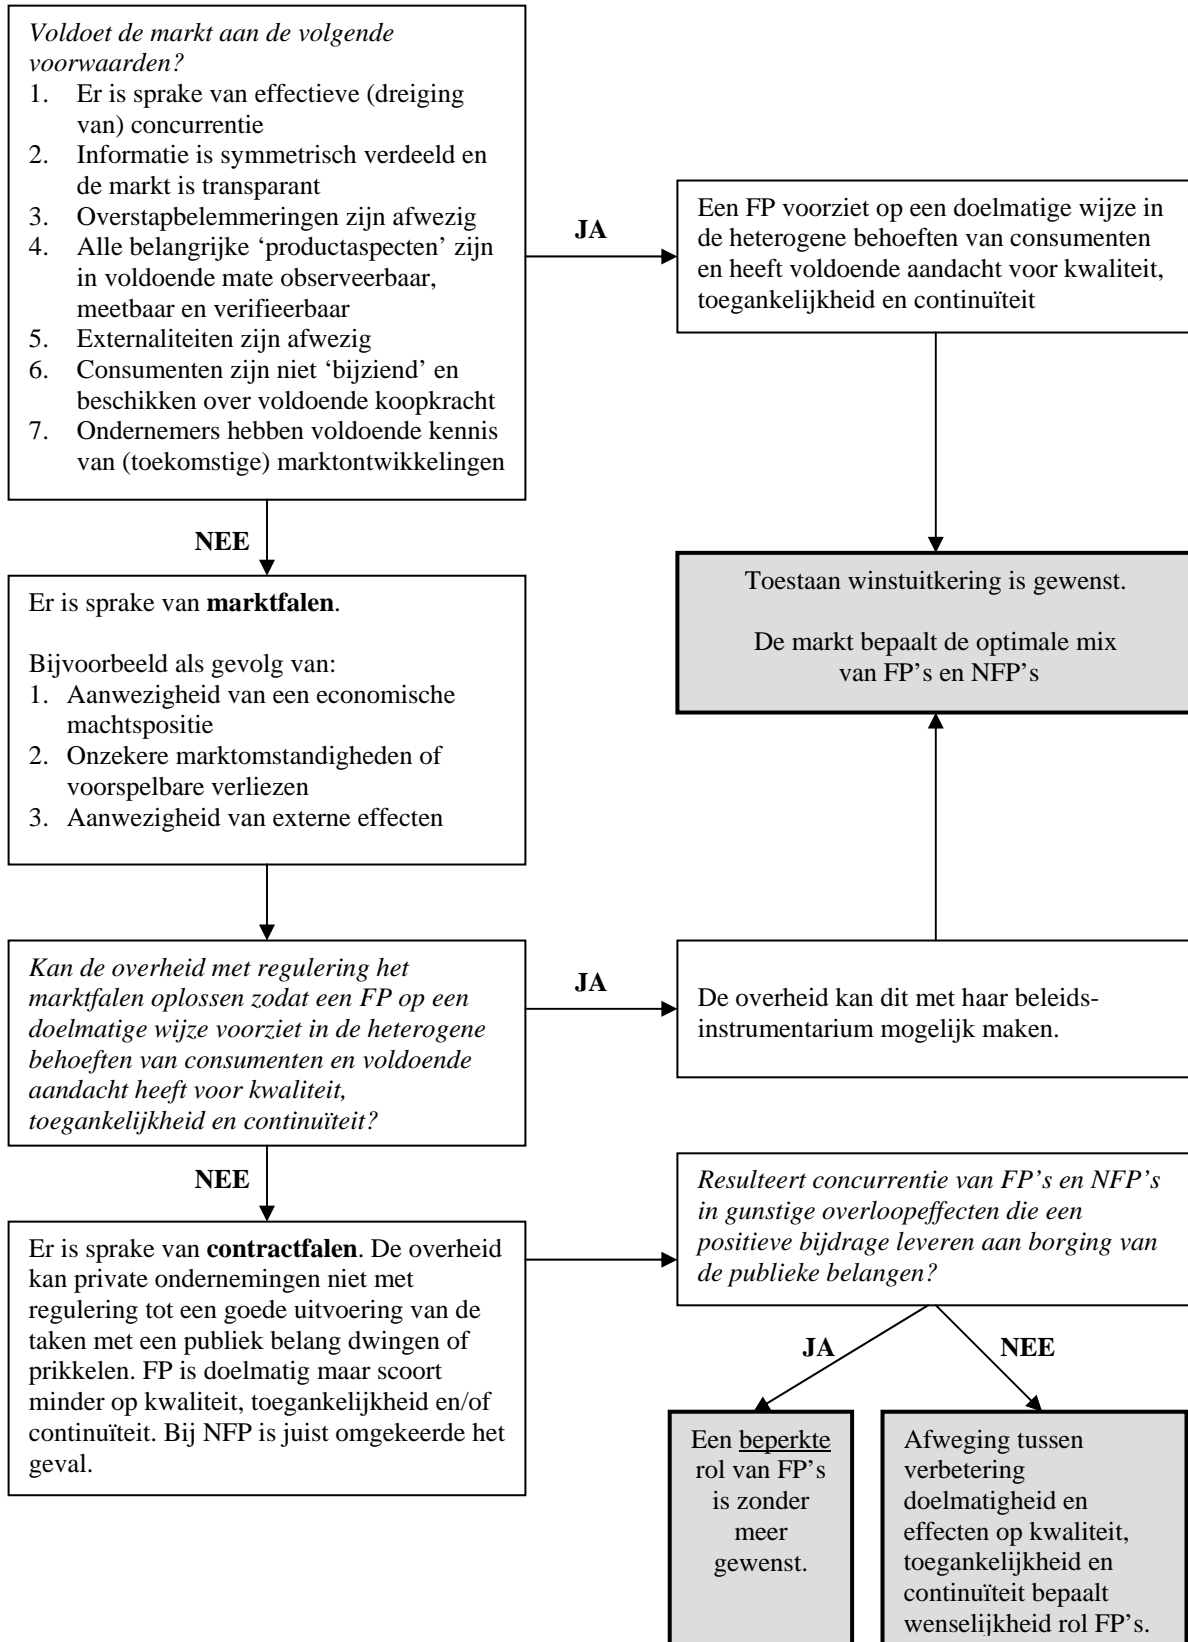 Voldoet de markt aan de volgende
voorwaarden?
1. Er is sprake van effectieve (dreiging
van) concurrentie
2. Informatie is symmetrisch verdeeld en
de markt is transparant
3. Overstapbelemmeringen zijn afwezig
4. Alle belangrijke ‘productaspecten’ zijn
in voldoende mate observeerbaar,
meetbaar en verifieerbaar
5. Externaliteiten zijn afwezig
6. Consumenten zijn niet ‘bijziend’ en
beschikken over voldoende koopkracht
7. Ondernemers hebben voldoende kennis
van (toekomstige) marktontwikkelingen
JA
Een FP voorziet op een doelmatige wijze in
de heterogene behoeften van consumenten
en heeft voldoende aandacht voor kwaliteit,
toegankelijkheid en continuïteit
NEE
Toestaan winstuitkering is gewenst.
De markt bepaalt de optimale mix
van FP’s en NFP’s
Er is sprake van marktfalen.
Bijvoorbeeld als gevolg van:
1. Aanwezigheid van een economische
machtspositie
2. Onzekere marktomstandigheden of
voorspelbare verliezen
3. Aanwezigheid van externe effecten
Kan de overheid met regulering het
marktfalen oplossen zodat een FP op een
doelmatige wijze voorziet in de heterogene
behoeften van consumenten en voldoende
aandacht heeft voor kwaliteit,
toegankelijkheid en continuïteit?
JA
De overheid kan dit met haar beleids-
instrumentarium mogelijk maken.
NEE
Er is sprake van contractfalen. De overheid
kan private ondernemingen niet met
regulering tot een goede uitvoering van de
taken met een publiek belang dwingen of
prikkelen. FP is doelmatig maar scoort
minder op kwaliteit, toegankelijkheid en/of
continuïteit. Bij NFP is juist omgekeerde het
geval.
Resulteert concurrentie van FP’s en NFP’s
in gunstige overloopeffecten die een
positieve bijdrage leveren aan borging van
de publieke belangen?
JA
NEE
Een beperkte
rol van FP’s
is zonder
meer
gewenst.
Afweging tussen
verbetering
doelmatigheid en
effecten op kwaliteit,
toegankelijkheid en
continuïteit bepaalt
wenselijkheid rol FP’s.